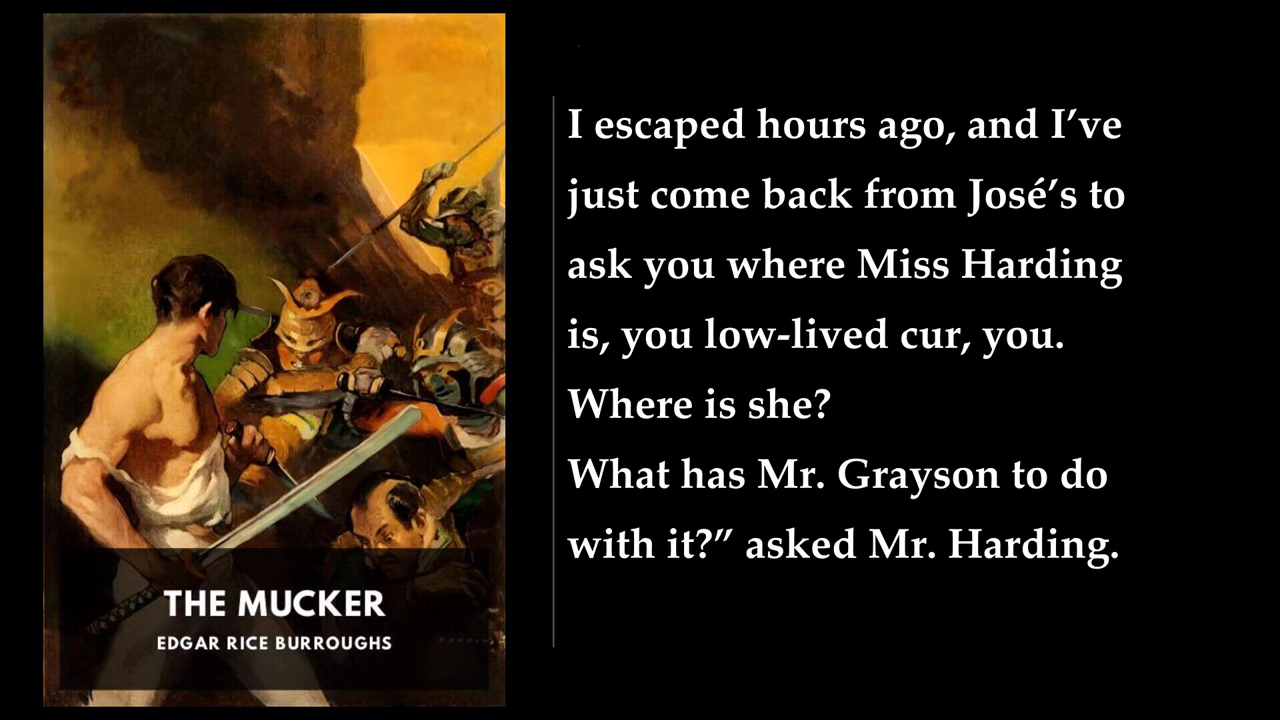 THE MUCKER
EDGAR RICE BURROUGHS
I escaped hours ago, and I’ve
just come back from José’s to
ask you where Miss Harding
is, you low-lived cur, you.
Where is she?
What has Mr. Grayson to do
with it?” asked Mr. Harding.